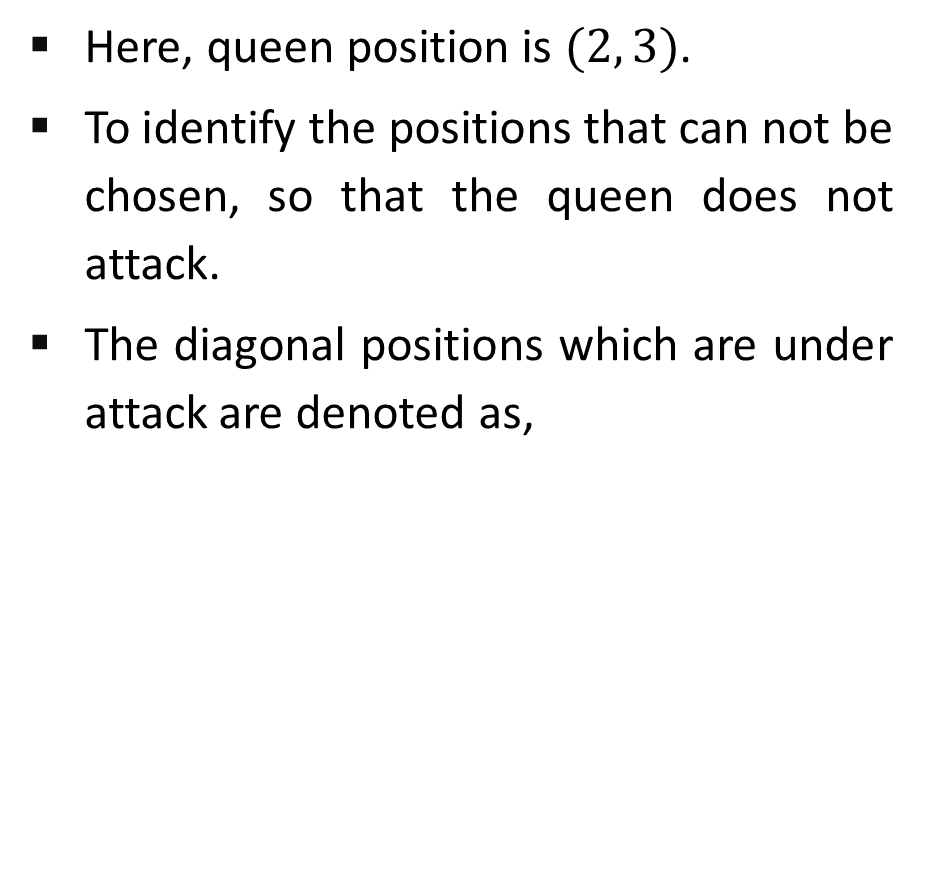 ▪ Here, queen position is (2, 3).
▪ To identify the positions that can not be
chosen, so that the queen does not
attack.
▪ The diagonal positions which are under
attack are denoted as,